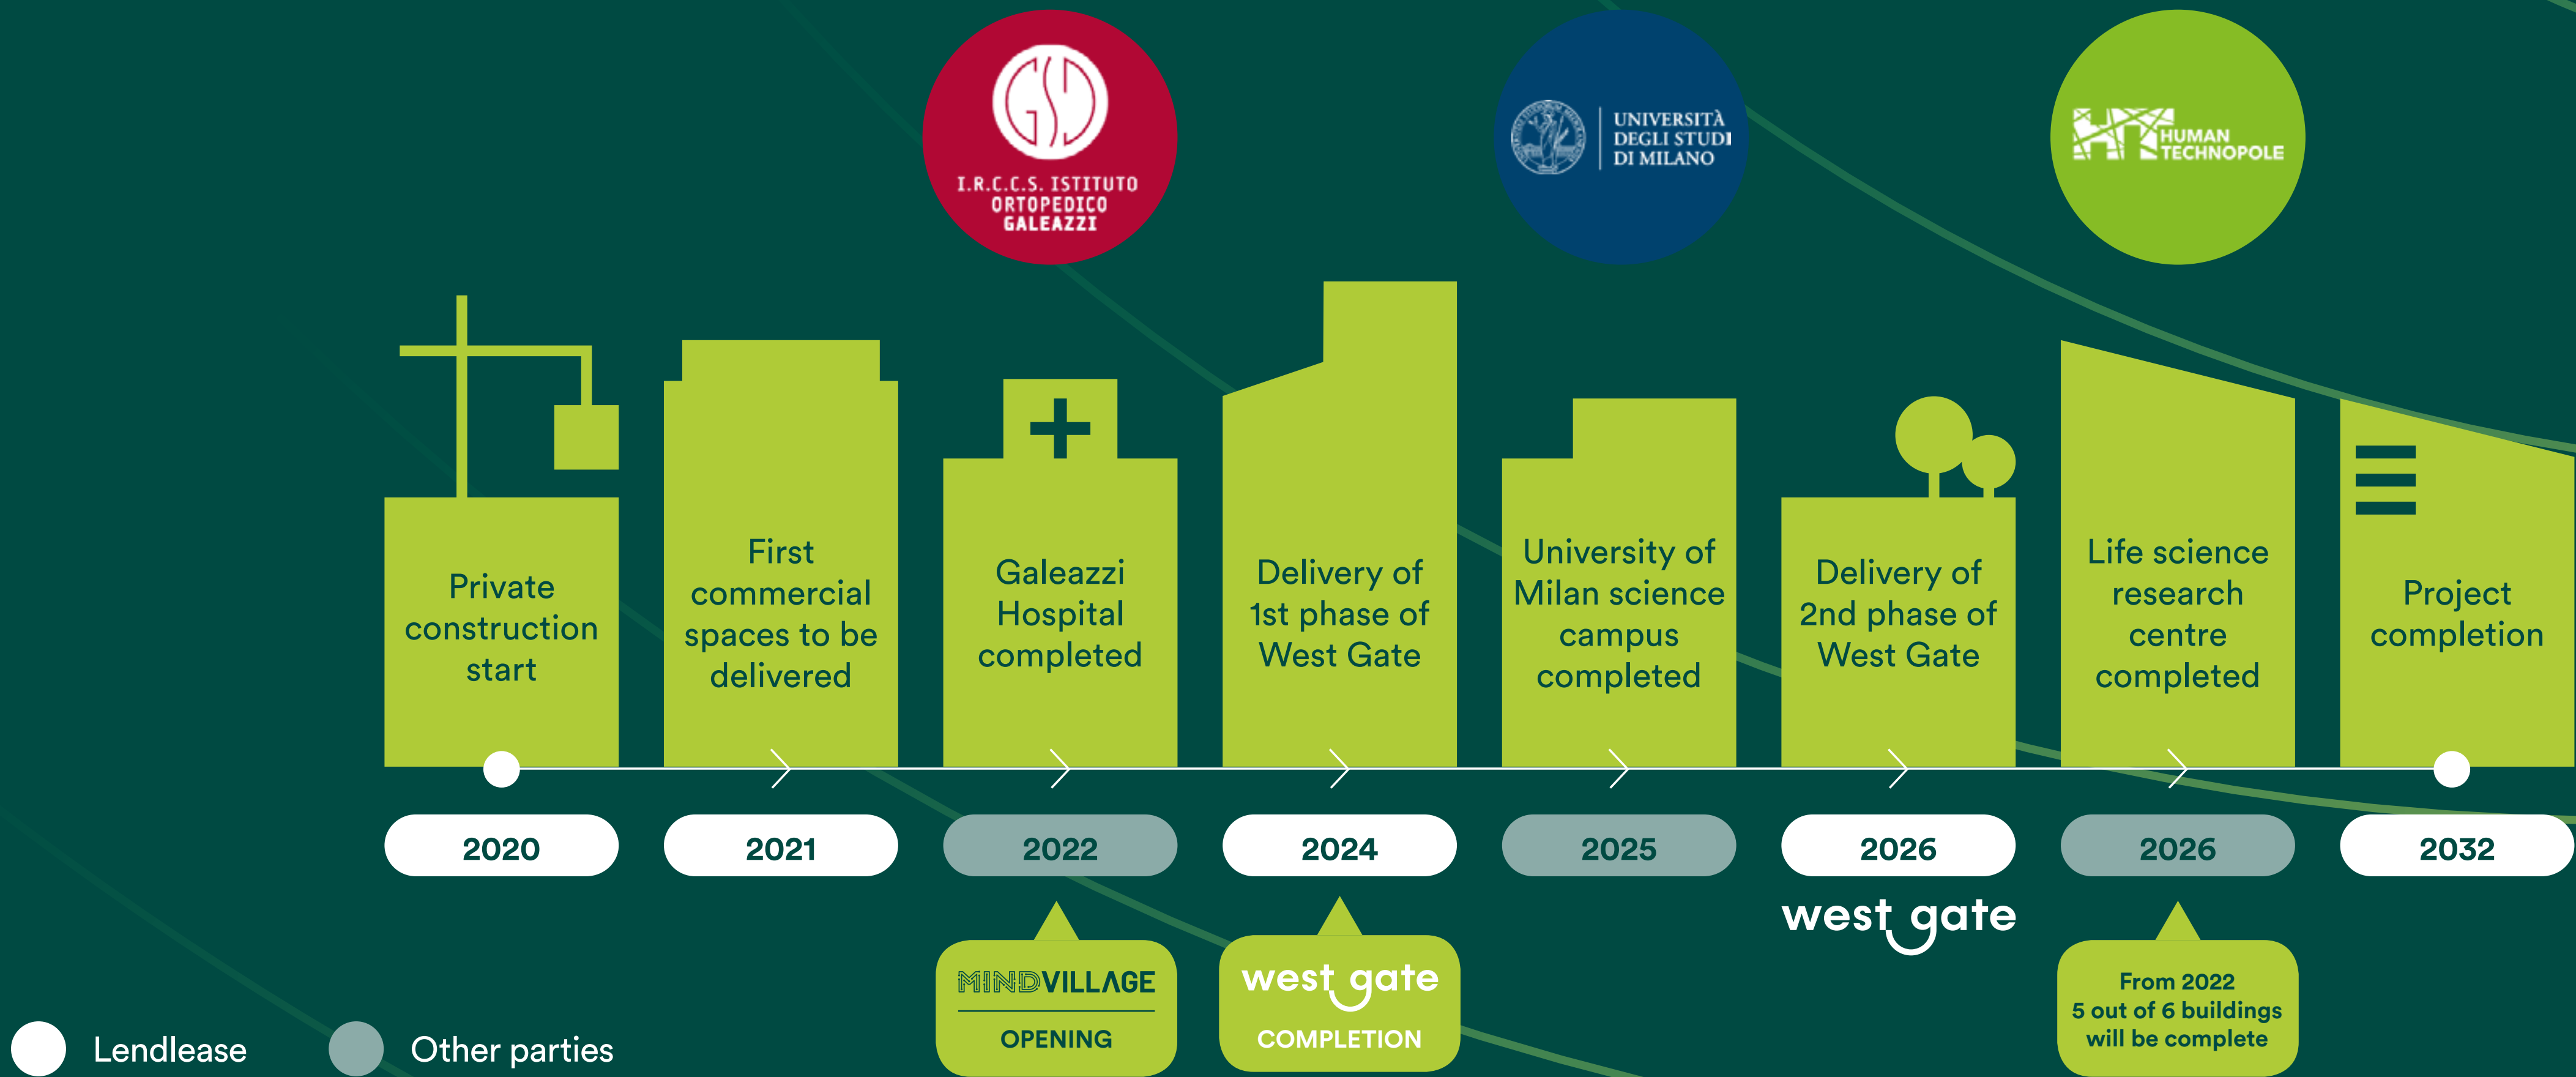 GSD
I.R.C.C.S. ISTITUTO
ORTOPEDICO
GALEAZZI
UNIVERSITÀ
DEGLI STUDI
DI MILANO
HT HUMAN
TECHNOPOLE
Private
construction
start
First
commercial
spaces to be
delivered
Galeazzi
Hospital
completed
Delivery of
1st phase of
West Gate
University of
Milan science
campus
completed
Delivery of
2nd phase of
West Gate
Life science
research
centre
completed
Project
completion
2020
2021
2022
2024
2025
2026
2026
2032
MINDVILLAGE
OPENING
west gate
COMPLETION
west gate
From 2022
5 out of 6 buildings
will be complete
Lendlease
Other parties